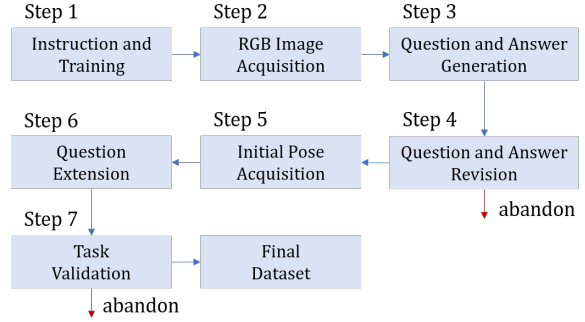 Step 1
Instruction and
Training
Step 2
RGB Image
Acquisition
Step 3
Question and Answer
Generation
Step 4
Question and Answer
Revision
abandon
Step 5
Initial Pose
Acquisition
Step 6
Question
Extension
Step 7
Task
Validation
abandon
Final
Dataset